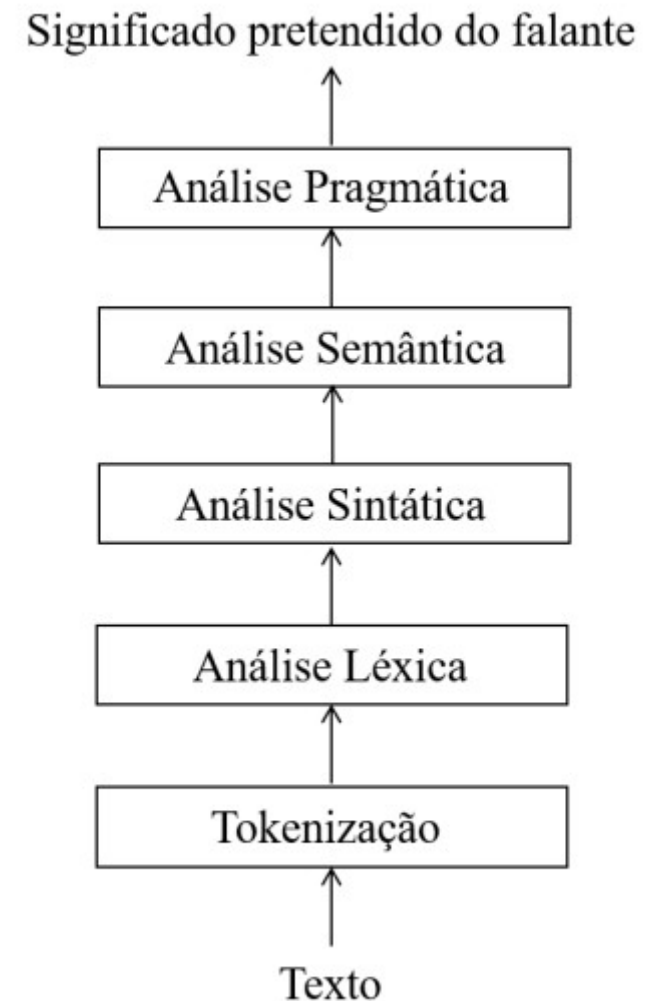 Significado pretendido do falante
Análise Pragmática
Análise Semântica
Análise Sintática
Análise Léxica
Tokenização
Texto